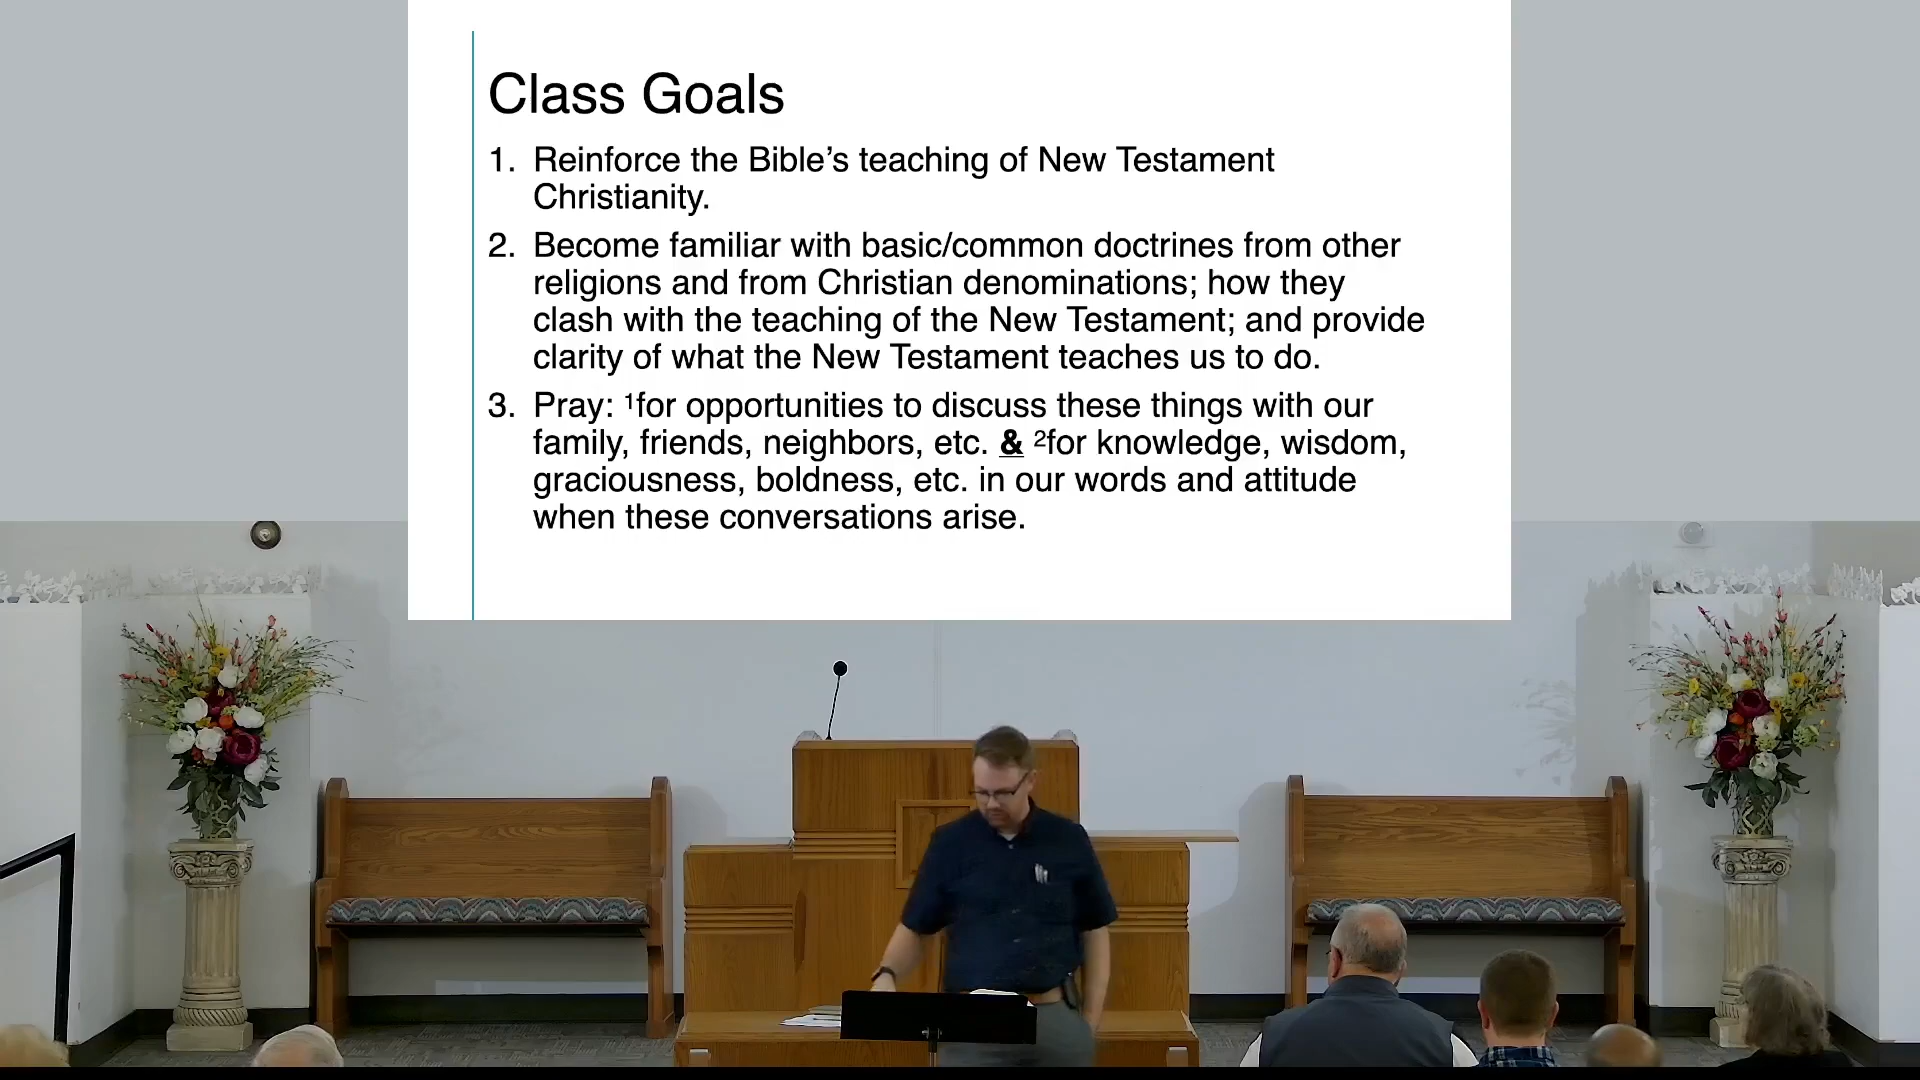 Class Goals
1. Reinforce the Bible’s teaching of New Testament
Christianity.
2. Become familiar with basic/common doctrines from other
religions and from Christian denominations; how they
clash with the teaching of the New Testament; and provide
clarity of what the New Testament teaches us to do.
3. Pray: ¹for opportunities to discuss these things with our
family, friends, neighbors, etc. & ²for knowledge, wisdom,
graciousness, boldness, etc. in our words and attitude
when these conversations arise.